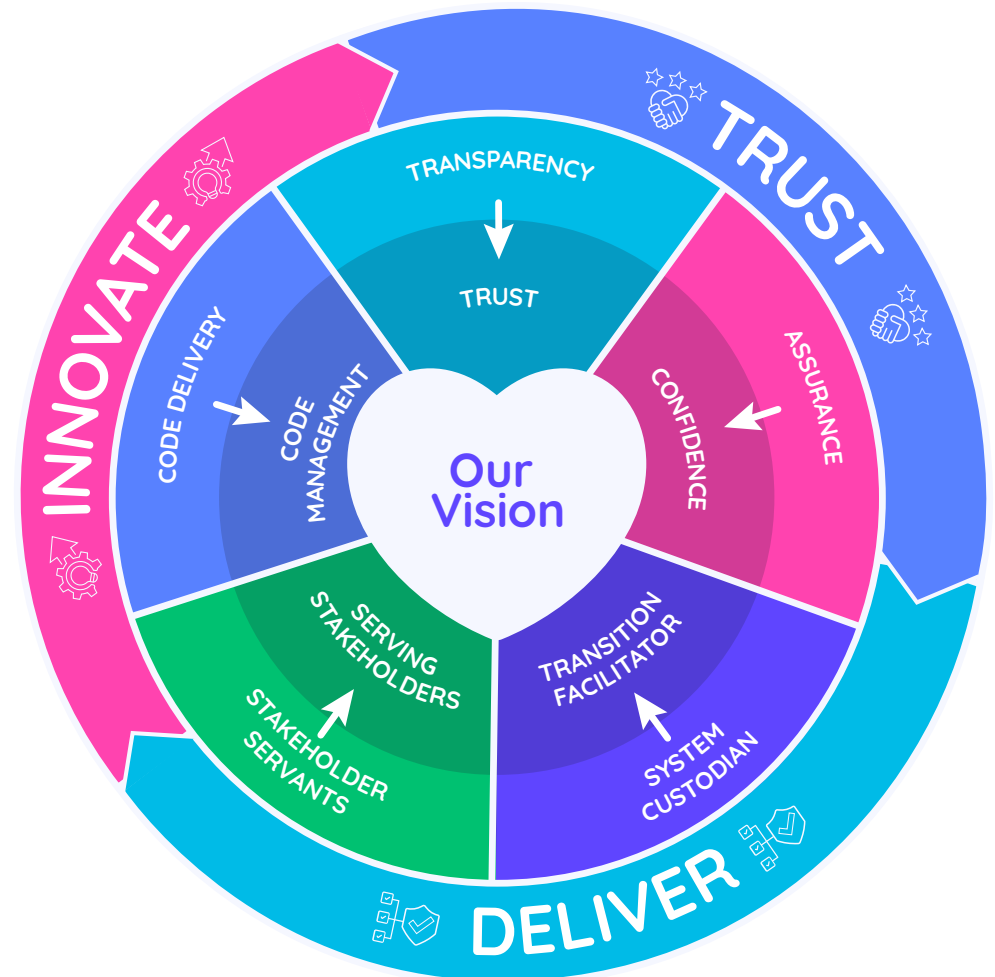 TRUST
DELIVER
INNOVATE
TRANSPARENCY
TRUST
ASSURANCE
CONFIDENCE
SYSTEM
CUSTODIAN
TRANSITION
FACILITATOR
STAKEHOLDER
SERVANTS
SERVING
STAKEHOLDERS
CODE DELIVERY
CODE
MANAGEMENT
Our
Vision